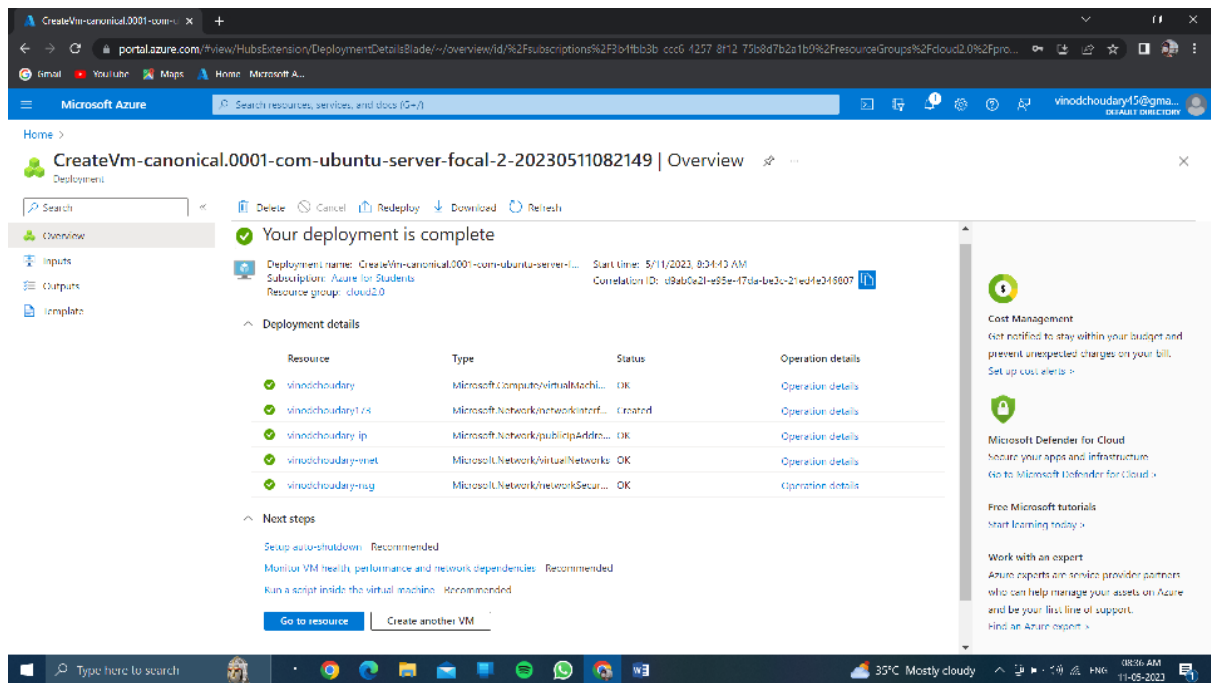 CreateVm-canonical.0001-com-u
portal.azure.com/#view/HubsExtension/DeploymentDetailsBlade/~/overview/id/%2Fsubscriptions%2F3b4fbb3b-ccc6-4257-8f12-75b8d7b2a1b9%2FresourceGroups%2Fcloud2.0%2Fpro...
Gmail YouTube Maps Home Microsoft A...
Microsoft Azure Search resources, services, and docs (G+/) 1 vinodchoudary45@gma...
DEFAULT DIRECTORY
Home >
CreateVm-canonical.0001-com-ubuntu-server-focal-2-20230511082149 | Overview ...
Deployment
Search « Delete Cancel Redeploy Download Refresh
Overview
Inputs
Outputs
Template
Your deployment is complete
Deployment name: CreateVm-canonical.0001-com-ubuntu-server-f... Start time: 5/11/2023, 8:34:43 AM
Subscription: Azure for Students Correlation ID: d9ab0a2f-e95e-47da-be3c-21ed4e346807
Resource group: cloud2.0
Deployment details
Resource Type Status Operation details
vinodchoudary Microsoft.Compute/virtualMachi... OK Operation details
vinodchoudary173 Microsoft.Network/networkInterf... Created Operation details
vinodchoudary-ip Microsoft.Network/publicIpAddre... OK Operation details
vinodchoudary-vnet Microsoft.Network/virtualNetworks OK Operation details
vinodchoudary-nsg Microsoft.Network/networkSecur... OK Operation details
Next steps
Setup auto-shutdown Recommended
Monitor VM health, performance and network dependencies Recommended
Run a script inside the virtual machine Recommended
Go to resource Create another VM
Cost Management
Get notified to stay within your budget and
prevent unexpected charges on your bill.
Set up cost alerts >
Microsoft Defender for Cloud
Secure your apps and infrastructure
Go to Microsoft Defender for Cloud >
Free Microsoft tutorials
Start learning today >
Work with an expert
Azure experts are service provider partners
who can help manage your assets on Azure
and be your first line of support.
Find an Azure expert >
Type here to search 35°C Mostly cloudy ENG 08:36 AM
11-05-2023